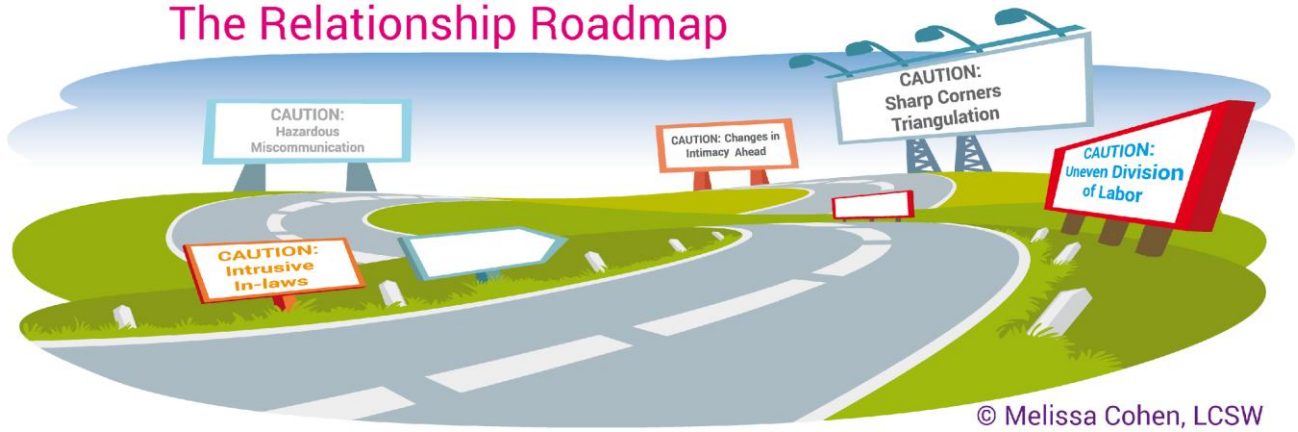 The Relationship Roadmap
CAUTION:
Hazardous
Miscommunication
CAUTION: Changes in
Intimacy Ahead
CAUTION:
Sharp Corners
Triangulation
CAUTION:
Uneven Division
of Labor
CAUTION:
Intrusive
In-laws
© Melissa Cohen, LCSW